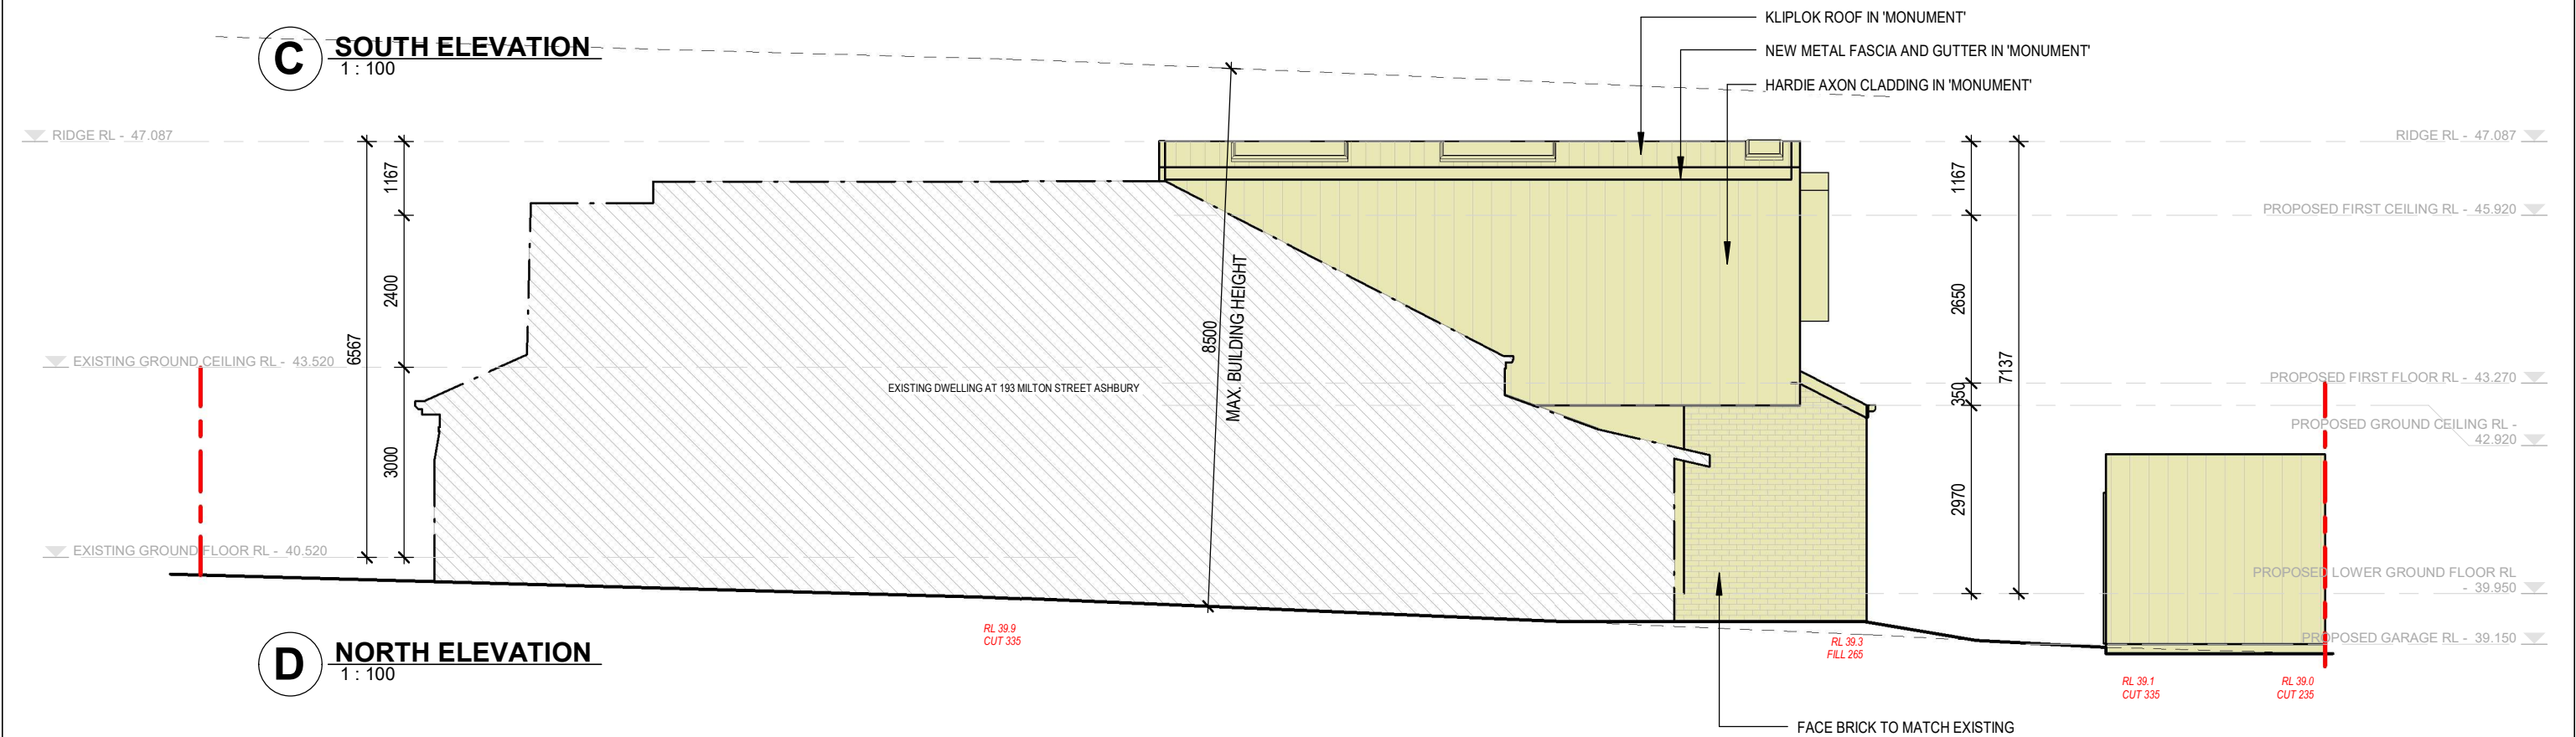 C
SOUTH ELEVATION
1 : 100
KLIPLOK ROOF IN 'MONUMENT'
NEW METAL FASCIA AND GUTTER IN 'MONUMENT'
HARDIE AXON CLADDING IN 'MONUMENT'
RIDGE RL - 47.087
RIDGE RL - 47.087
1167
1167
PROPOSED FIRST CEILING RL - 45.920
2400
2650
6567
8500
MAX. BUILDING HEIGHT
7137
EXISTING GROUND CEILING RL - 43.520
PROPOSED FIRST FLOOR RL - 43.270
EXISTING DWELLING AT 193 MILTON STREET ASHBURY
350
PROPOSED GROUND CEILING RL -
42.920
3000
2970
EXISTING GROUND FLOOR RL - 40.520
PROPOSED LOWER GROUND FLOOR RL
- 39.950
PROPOSED GARAGE RL - 39.150
RL 39.9
CUT 335
RL 39.3
FILL 265
RL 39.1
CUT 335
RL 39.0
CUT 235
D
NORTH ELEVATION
1 : 100
FACE BRICK TO MATCH EXISTING